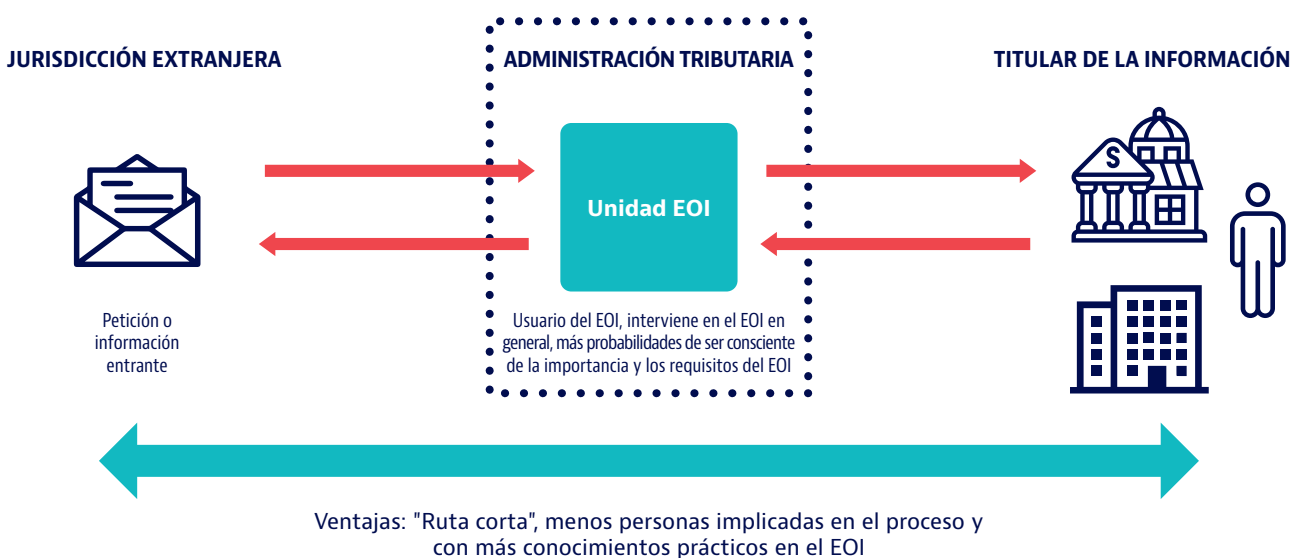 JURISDICCIÓN EXTRANJERA
ADMINISTRACIÓN TRIBUTARIA
TITULAR DE LA INFORMACIÓN
Unidad EOI
$
Petición o
información
entrante
Usuario del EOI, interviene en el EOI en
general, más probabilidades de ser consciente
de la importancia y los requisitos del EOI
Ventajas: "Ruta corta", menos personas implicadas en el proceso y
con más conocimientos prácticos en el EOI